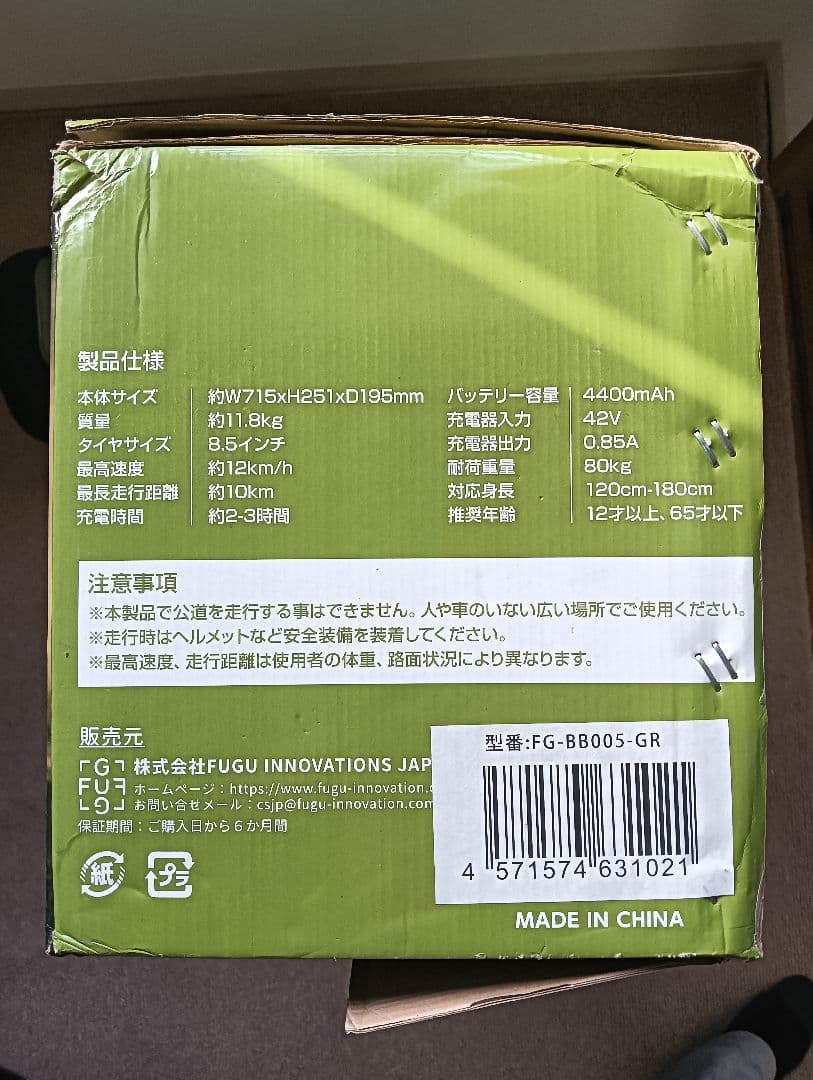 製品仕様
本体サイズ 約W715xH251xD195mm
質量 約11.8kg
タイヤサイズ 8.5インチ
最高速度 約12km/h
最長走行距離 約10km
充電時間 約2-3時間
バッテリー容量 4400mAh
充電器入力 42V
充電器出力 0.85A
耐荷重量 80kg
対応身長 120cm-180cm
推奨年齢 12才以上、65才以下
注意事項
※本製品で公道を走行する事はできません。人や車のいない広い場所でご使用ください。
※走行時はヘルメットなど安全装備を装着してください。
※最高速度、走行距離は使用者の体重、路面状況により異なります。
販売元
FUGU
株式会社FUGU INNOVATIONS JAP
ホームページ：https://www.fugu-innovation.c
お問い合せメール：csjp@fugu-innovation.com
保証期間：ご購入日から6か月間
紙
プラ
型番:FG-BB005-GR
4 571574 631021
MADE IN CHINA